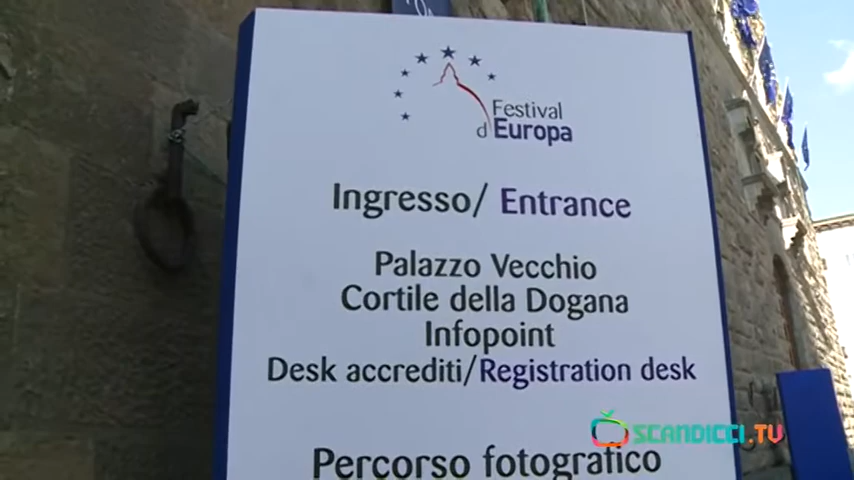 Festival
d'Europa
Ingresso/ Entrance
Palazzo Vecchio
Cortile della Dogana
Infopoint
Desk accrediti/Registration desk
SCANDICCI.TV
Percorso fotografico